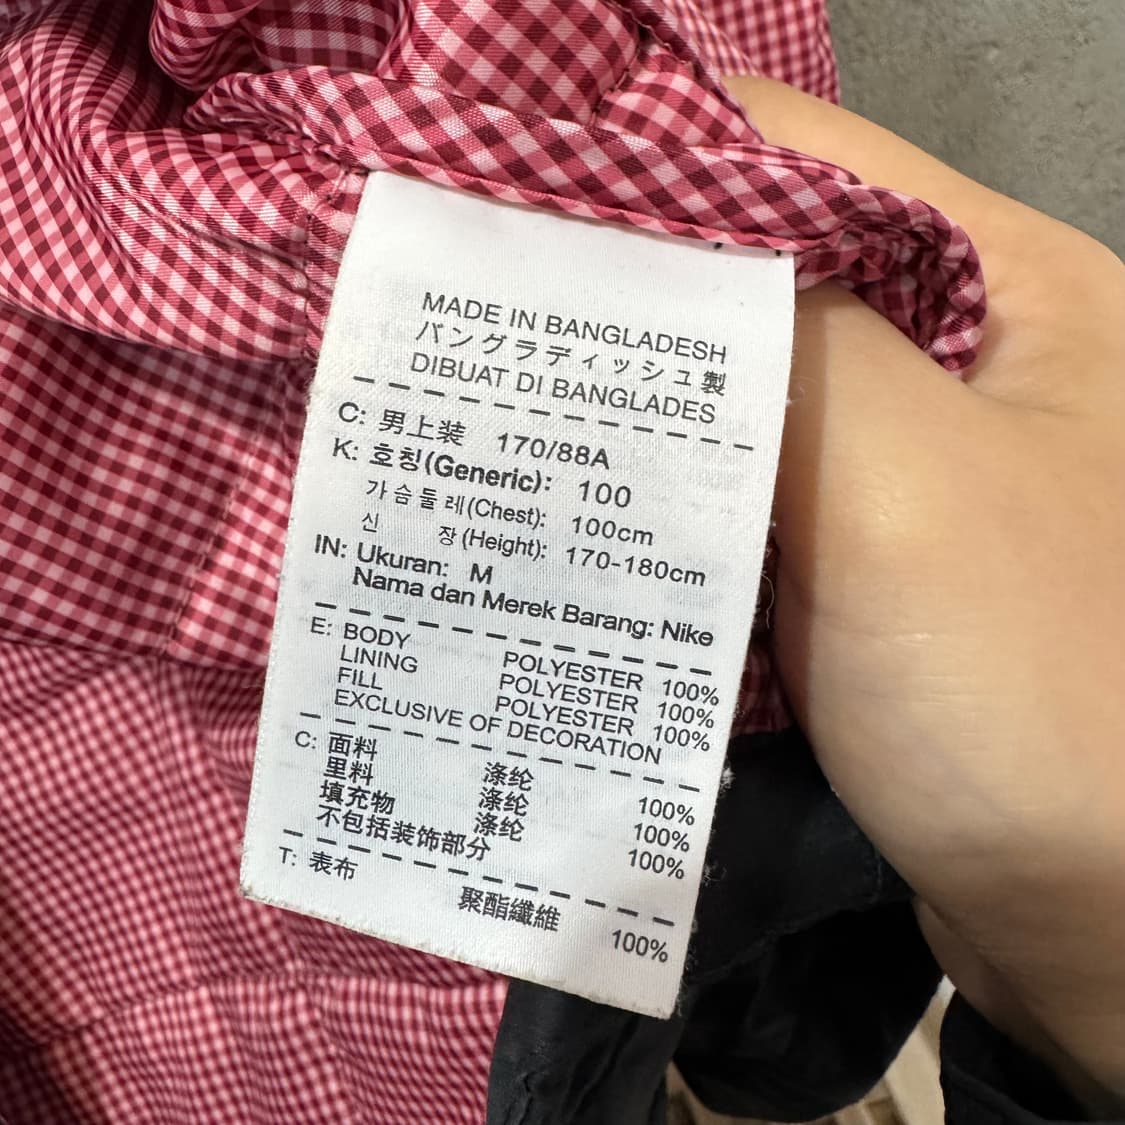 MADE IN BANGLADESH
バングラディッシュ製
DIBUAT DI BANGLADES
C: 男上装 170/88A
K: 호칭(Generic): 100
가슴둘레(Chest): 100cm
신 장(Height): 170-180cm
IN: Ukuran: M
Nama dan Merek Barang: Nike
E: BODY POLYESTER 100%
LINING POLYESTER 100%
FILL POLYESTER 100%
EXCLUSIVE OF DECORATION
C: 面料 涤纶 100%
里料 涤纶 100%
填充物 涤纶 100%
不包括装饰部分
T: 表布 聚酯纖維 100%